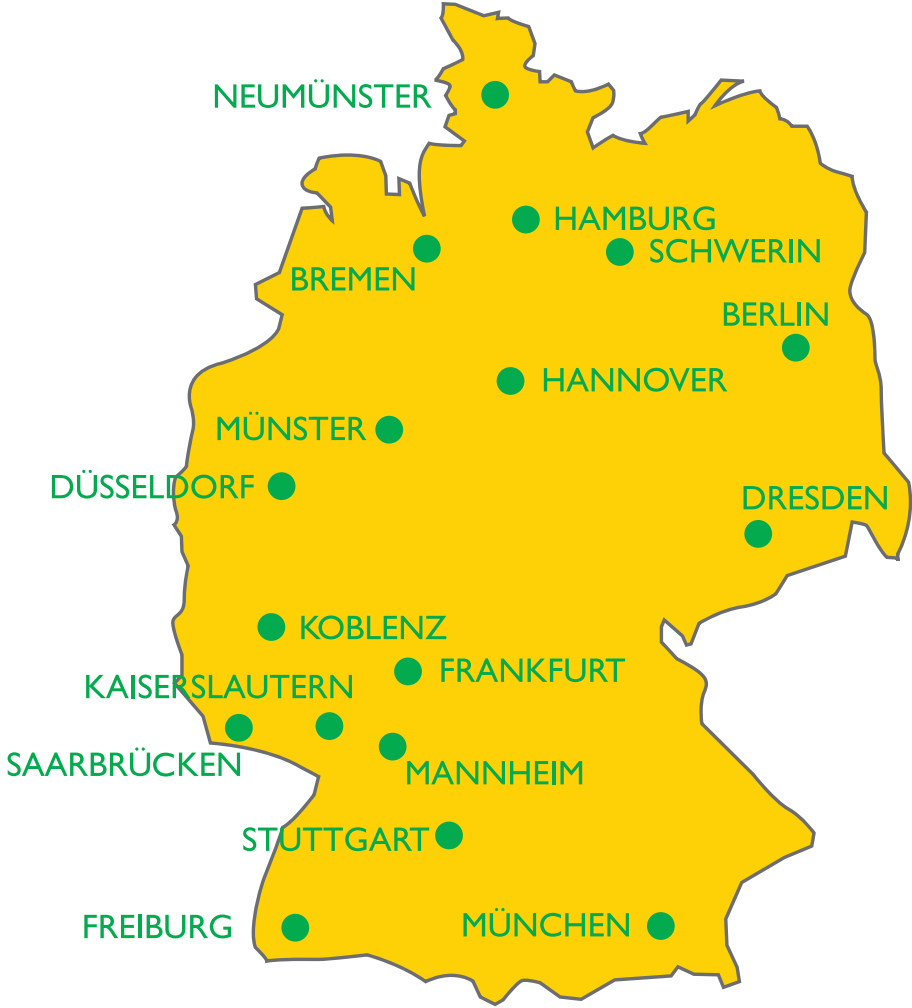 NEUMÜNSTER
HAMBURG
SCHWERIN
BREMEN
BERLIN
HANNOVER
MÜNSTER
DÜSSELDORF
DRESDEN
KOBLENZ
FRANKFURT
KAISERSLAUTERN
SAARBRÜCKEN
MANNHEIM
STUTTGART
FREIBURG
MÜNCHEN